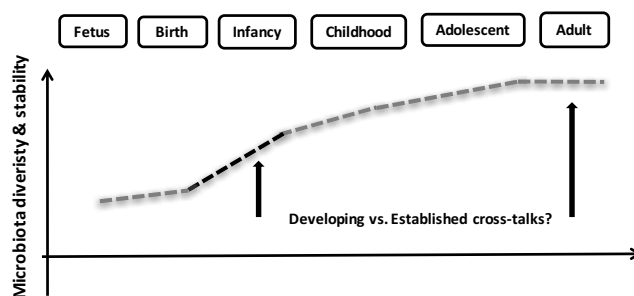 Fetus
Birth
Infancy
Childhood
Adolescent
Adult
Microbiota diveristy & stability
Developing vs. Established cross-talks?